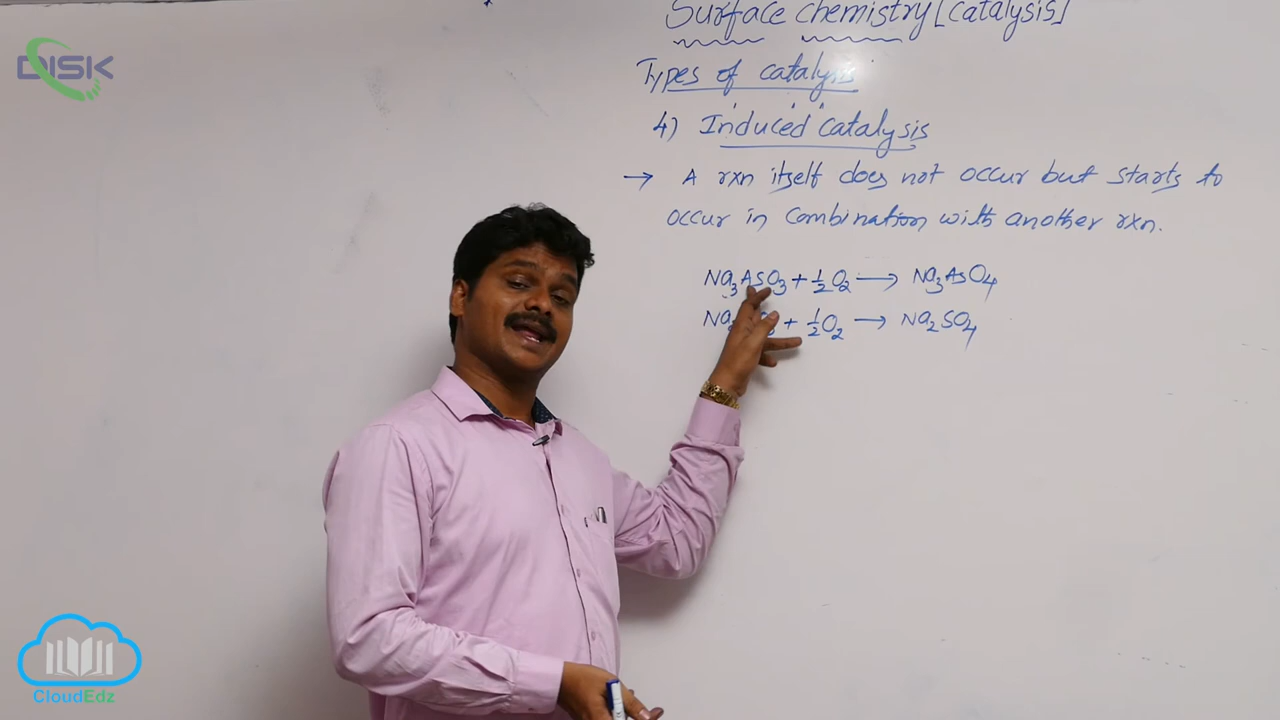 DISK
Surface chemistry [catalysis]
Types of catalysis
4) Induced catalysis
→ A rxn itself does not occur but starts to
occur in combination with another rxn.
Na₃AsO₃ + ½O₂ → Na₃AsO₄
Na + ½O₂ → Na₂SO₄
CloudEdz